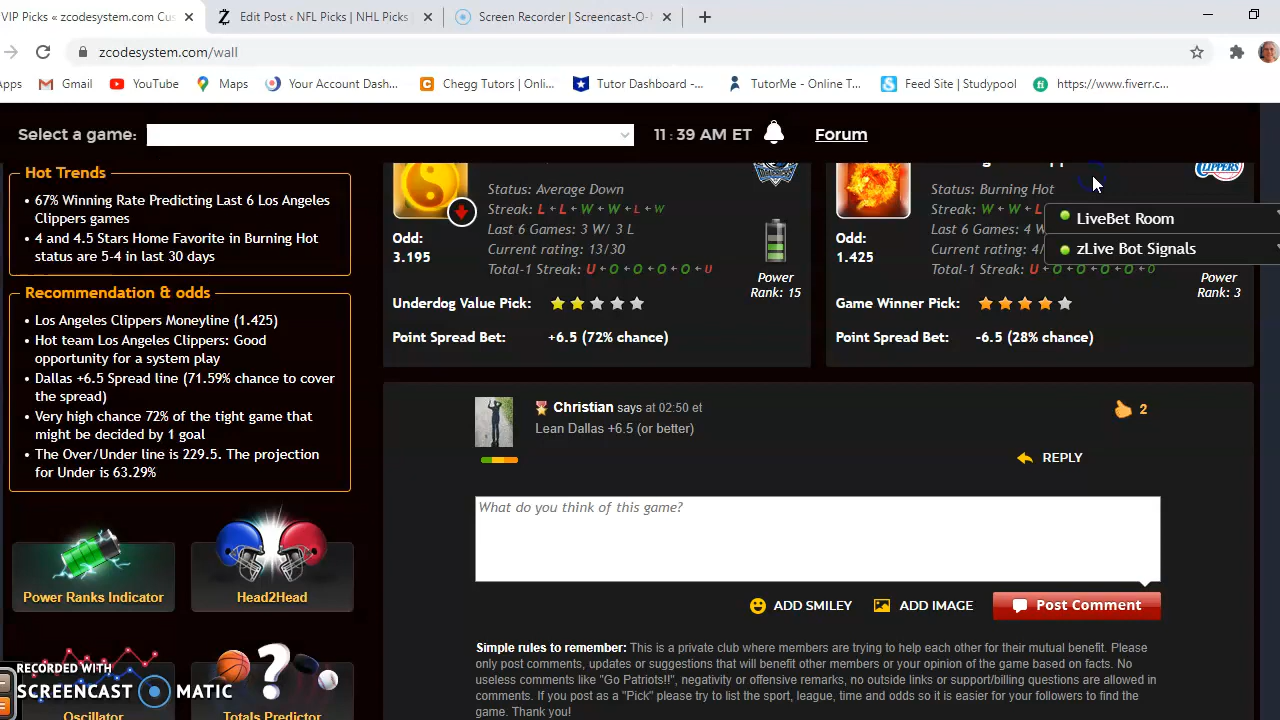 VIP Picks « zcodesystem.com Cus
Edit Post ‹ NFL Picks | NHL Picks |
Screen Recorder | Screencast-O-
zcodesystem.com/wall
Apps
Gmail
YouTube
Maps
Your Account Dash...
Chegg Tutors | Onli...
Tutor Dashboard -...
TutorMe - Online T...
Feed Site | Studypool
https://www.fiverr.c...
Select a game:
11 : 39 AM ET
Forum
Hot Trends
• 67% Winning Rate Predicting Last 6 Los Angeles
Clippers games
• 4 and 4.5 Stars Home Favorite in Burning Hot
status are 5-4 in last 30 days
Recommendation & odds
• Los Angeles Clippers Moneyline (1.425)
• Hot team Los Angeles Clippers: Good
opportunity for a system play
• Dallas +6.5 Spread line (71.59% chance to cover
the spread)
• Very high chance 72% of the tight game that
might be decided by 1 goal
• The Over/Under line is 229.5. The projection
for Under is 63.29%
Power Ranks Indicator
Head2Head
Oscillator
Totals Predictor
RECORDED WITH
SCREENCAST MATIC
Status: Average Down
Streak: L - L - W - W - L - W
Last 6 Games: 3 W/ 3 L
Current rating: 13/30
Total-1 Streak: U - O - O - O - O - U
Odd:
3.195
Power
Rank: 15
Underdog Value Pick:
Point Spread Bet: +6.5 (72% chance)
CLIPPERS
Status: Burning Hot
Streak: W - W - L
Last 6 Games: 4 W
Current rating: 4/
Total-1 Streak: U - O - O - O - O - O
Odd:
1.425
Power
Rank: 3
Game Winner Pick:
Point Spread Bet: -6.5 (28% chance)
LiveBet Room
zLive Bot Signals
Christian says at 02:50 et
Lean Dallas +6.5 (or better)
2
REPLY
What do you think of this game?
ADD SMILEY
ADD IMAGE
Post Comment
Simple rules to remember: This is a private club where members are trying to help each other for their mutual benefit. Please
only post comments, updates or suggestions that will benefit other members or your opinion of the game based on facts. No
useless comments like "Go Patriots!!", negativity or offensive remarks, no outside links or support/billing questions are allowed in
comments. If you post as a "Pick" please try to list the sport, league, time and odds so it is easier for your followers to find the
game. Thank you!